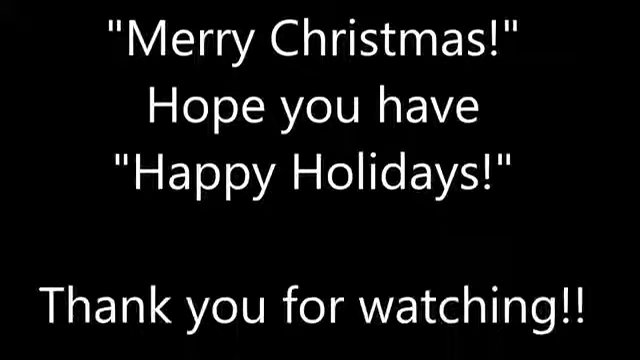 "Merry Christmas!"
Hope you have
"Happy Holidays!"
Thank you for watching!!